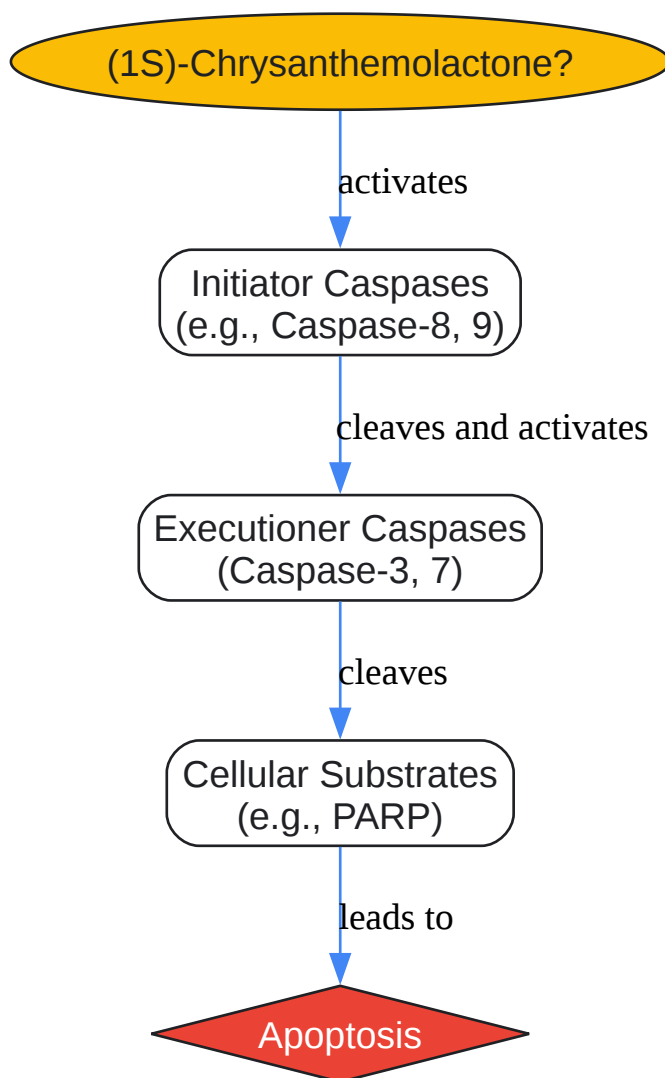 (1S)-Chrysanthemolactone?
activates
Initiator Caspases
(e.g., Caspase-8, 9)
cleaves and activates
Executioner Caspases
(Caspase-3, 7)
cleaves
Cellular Substrates
(e.g., PARP)
leads to
Apoptosis